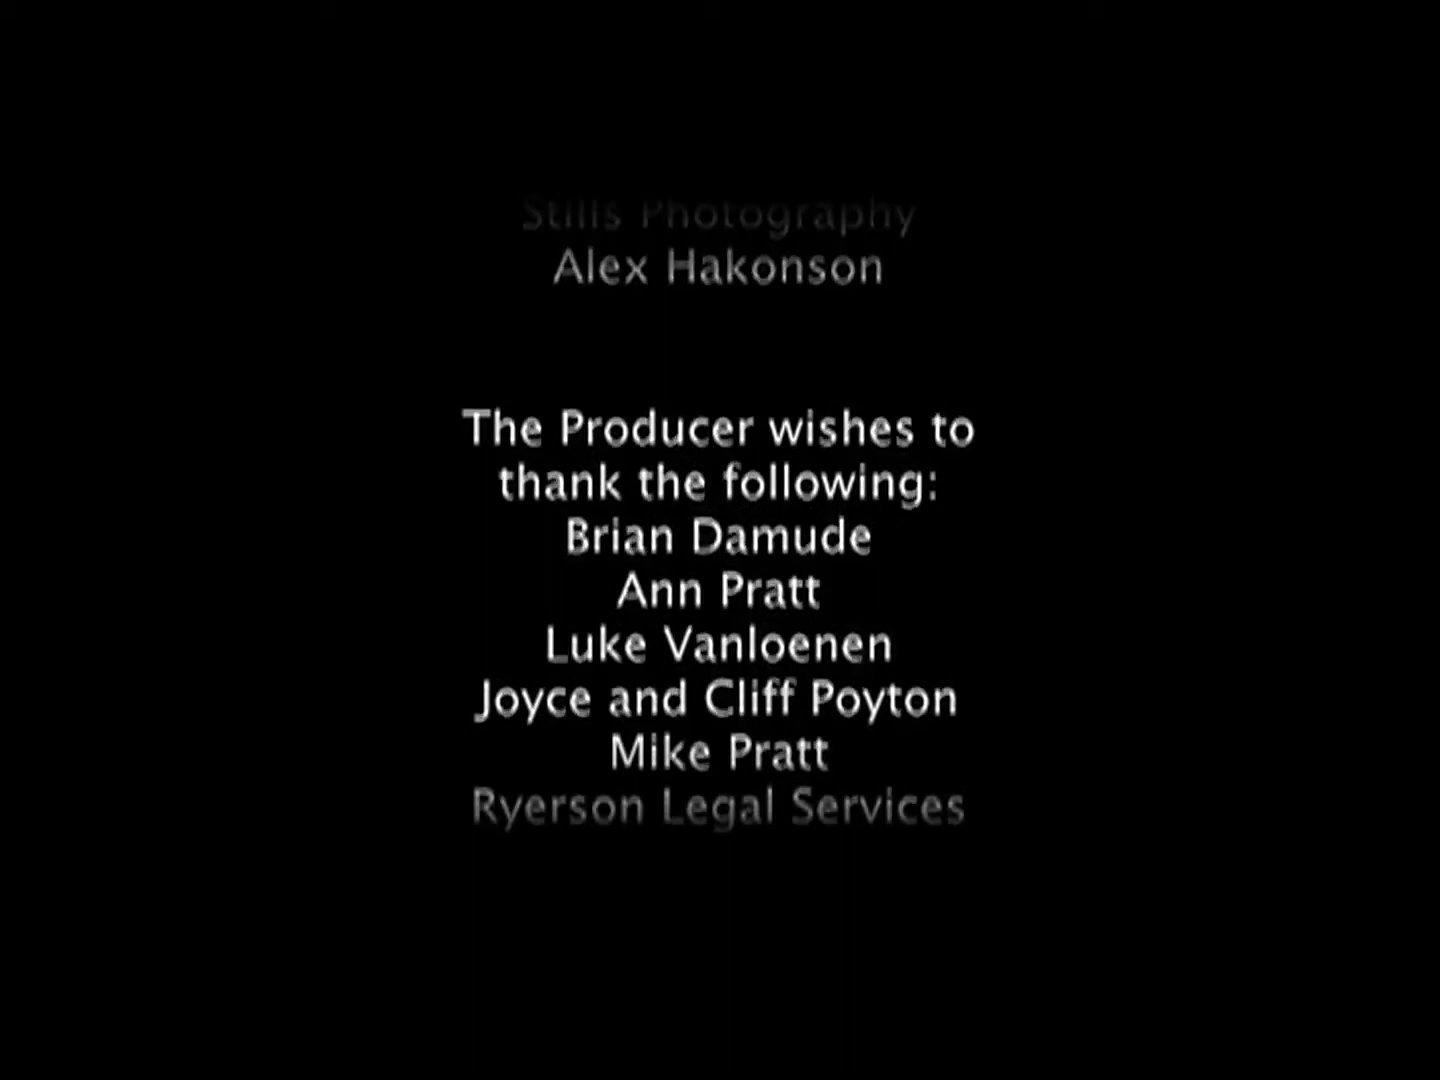 Stills Photography
Alex Hakonson
The Producer wishes to
thank the following:
Brian Damude
Ann Pratt
Luke Vanloenen
Joyce and Cliff Poyton
Mike Pratt
Ryerson Legal Services